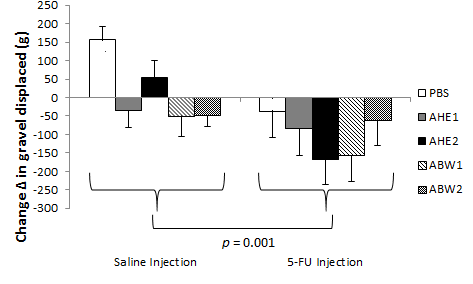 Change Δ in gravel displaced (g)
250
200
150
100
50
0
-50
-100
-150
-200
-250
-300
PBS
AHE1
AHE2
ABW1
ABW2
p = 0.001
Saline Injection
5-FU Injection